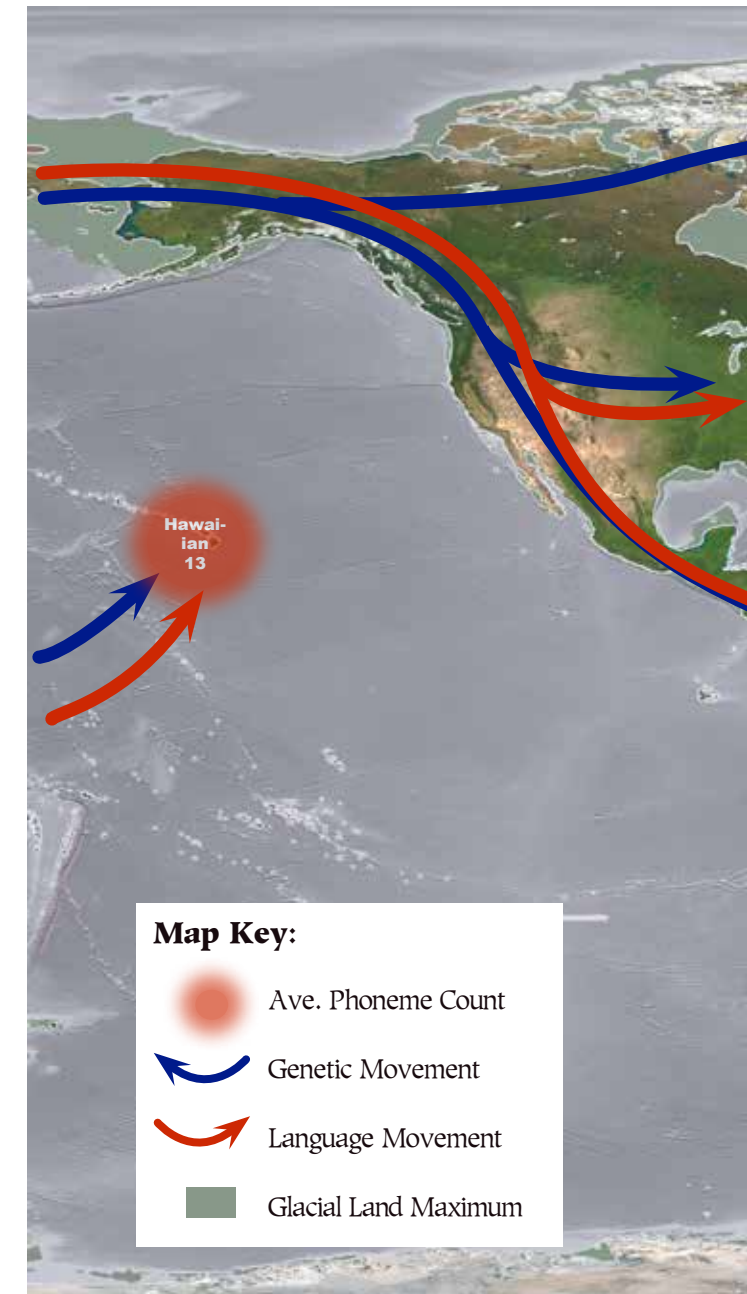 Hawai-
ian
13
Map Key:
Ave. Phoneme Count
Genetic Movement
Language Movement
Glacial Land Maximum